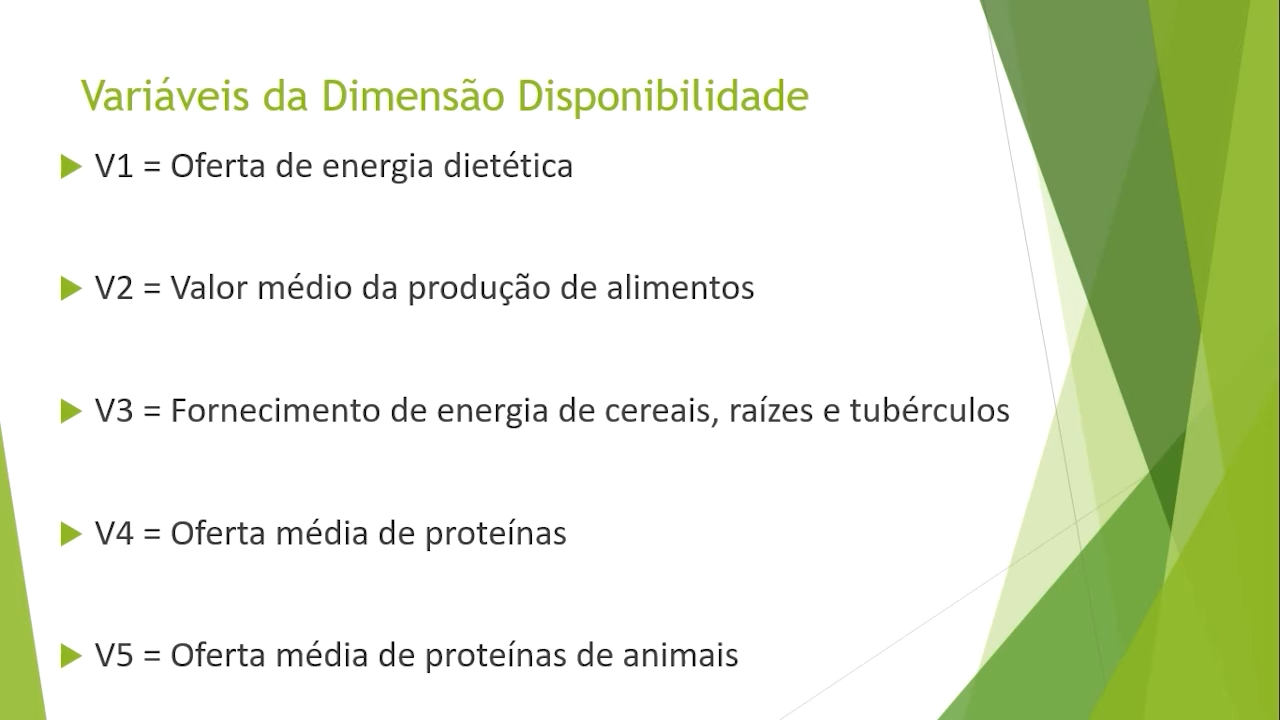 Variáveis da Dimensão Disponibilidade
V1 = Oferta de energia dietética
V2 = Valor médio da produção de alimentos
V3 = Fornecimento de energia de cereais, raízes e tubérculos
V4 = Oferta média de proteínas
V5 = Oferta média de proteínas de animais